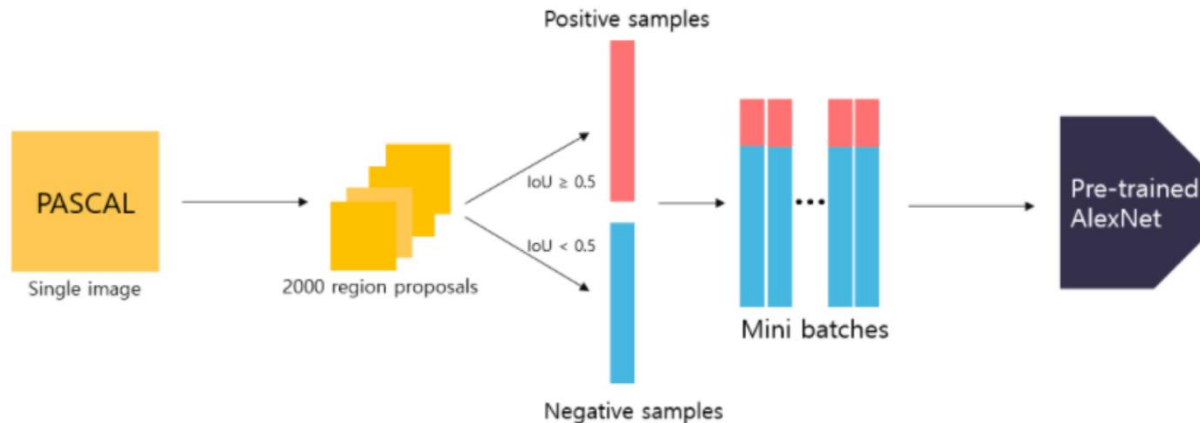 Positive samples
PASCAL
Single image
2000 region proposals
IoU ≥ 0.5
IoU < 0.5
Negative samples
Mini batches
Pre-trained
AlexNet